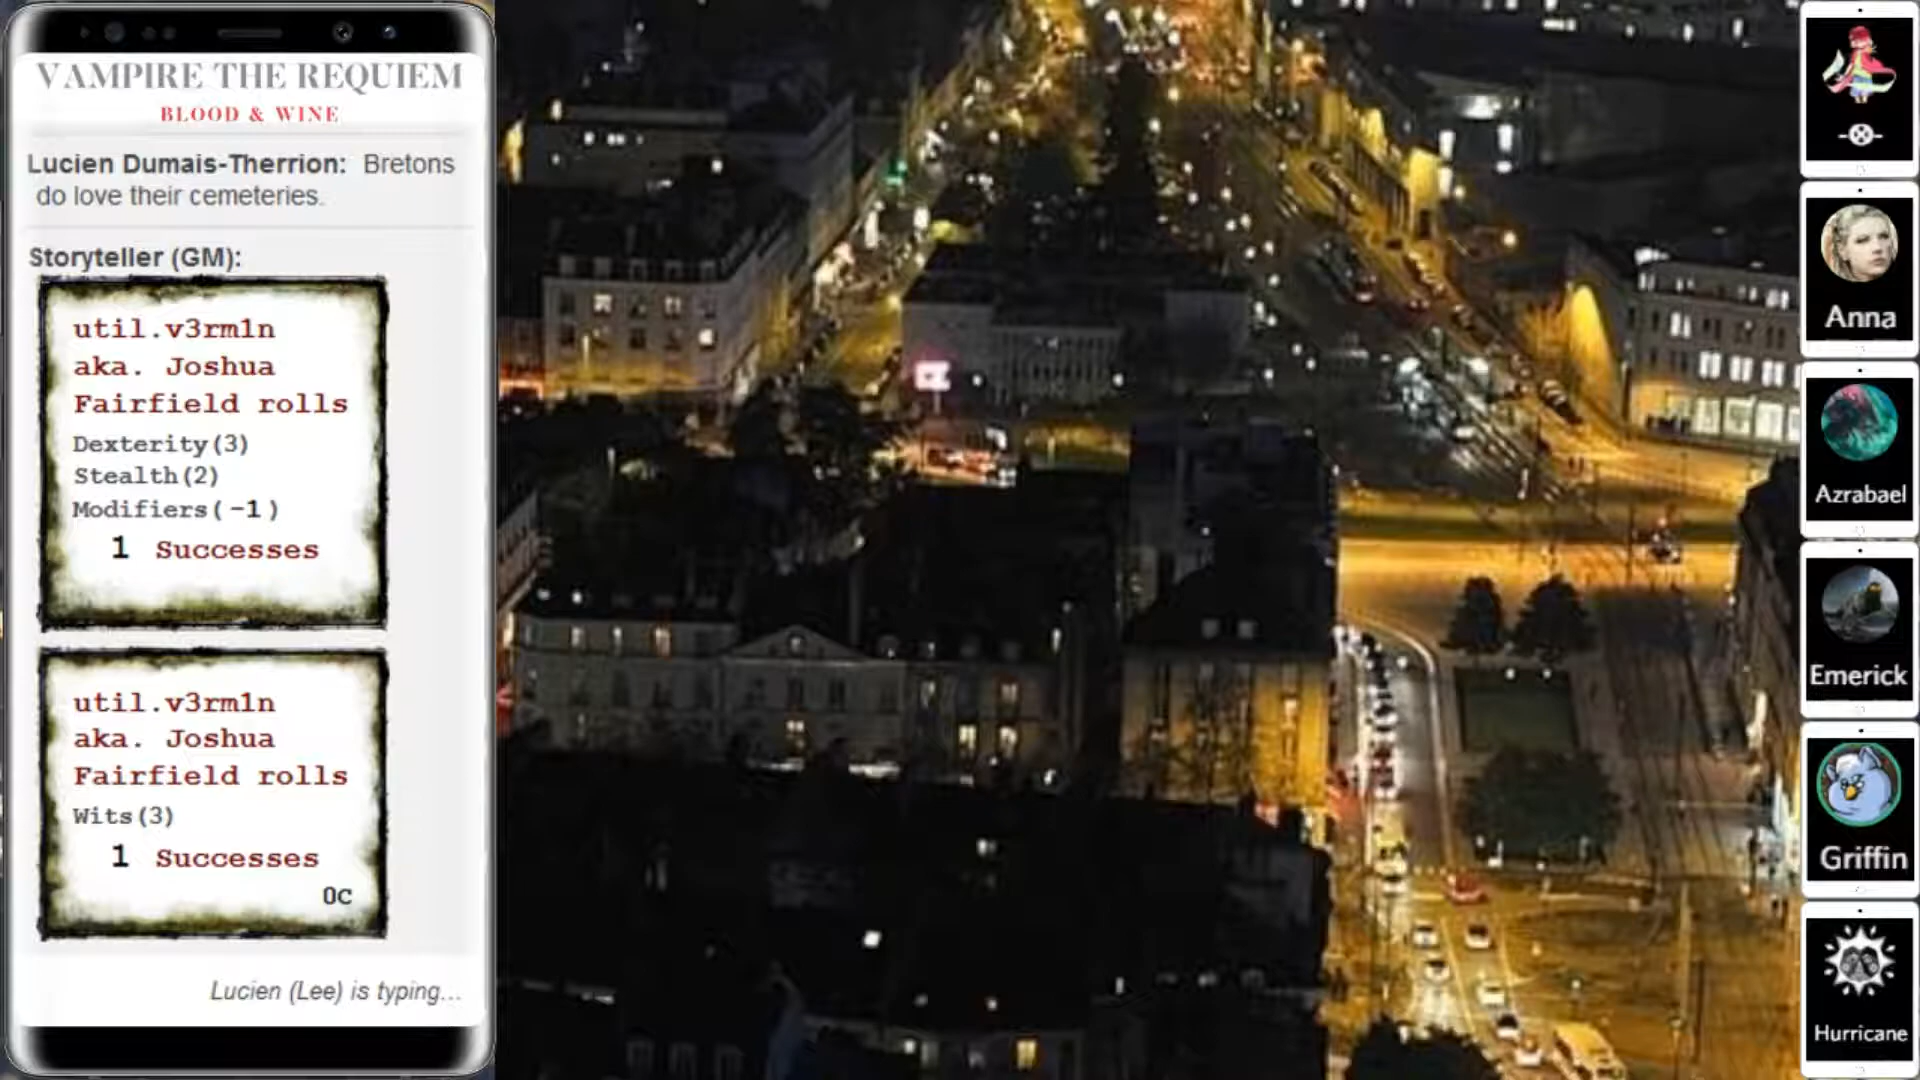 VAMPIRE THE REQUIEM
BLOOD & WINE
Lucien Dumais-Therrion: Bretons
do love their cemeteries.
Storyteller (GM):
util.v3rm1n
aka. Joshua
Fairfield rolls
Dexterity(3)
Stealth(2)
Modifiers(-1)
1 Successes
util.v3rm1n
aka. Joshua
Fairfield rolls
Wits(3)
1 Successes
0C
Lucien (Lee) is typing...
Anna
Azrabael
Emerick
Griffin
Hurricane